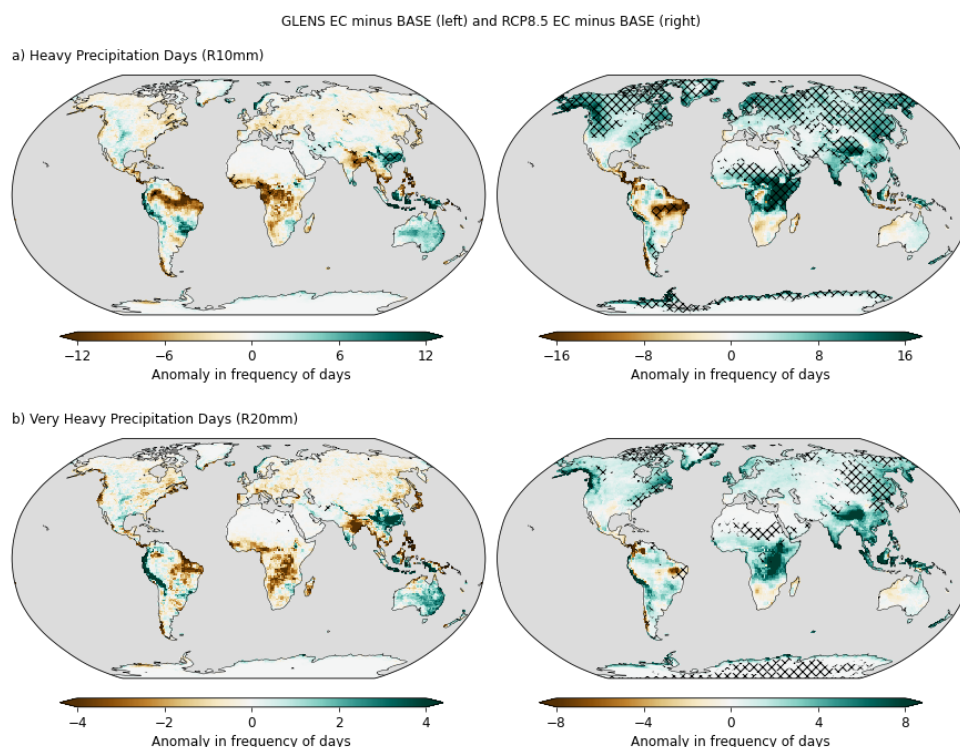 GLENS EC minus BASE (left) and RCP8.5 EC minus BASE (right)
a) Heavy Precipitation Days (R10mm)
−12 −6 0 6 12
Anomaly in frequency of days
−16 −8 0 8 16
Anomaly in frequency of days
b) Very Heavy Precipitation Days (R20mm)
−4 −2 0 2 4
Anomaly in frequency of days
−8 −4 0 4 8
Anomaly in frequency of days